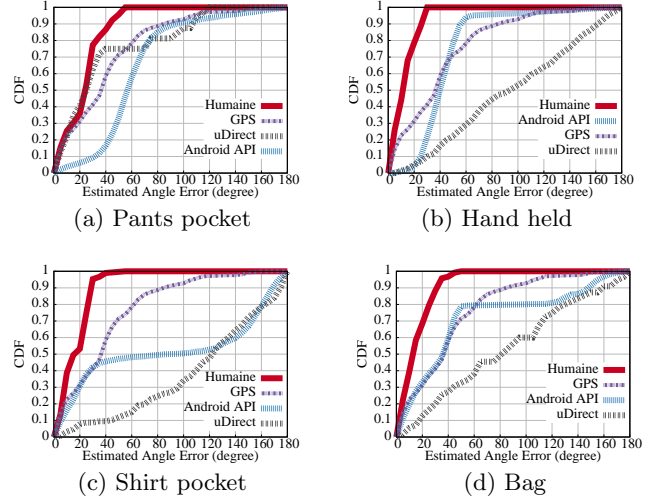 1
0.9
0.8
0.7
0.6
0.5
0.4
0.3
0.2
0.1
0
CDF
Humaine
GPS
uDirect
Android API
0 20 40 60 80 100 120 140 160 180
Estimated Angle Error (degree)
(a) Pants pocket
1
0.9
0.8
0.7
0.6
0.5
0.4
0.3
0.2
0.1
0
CDF
Humaine
Android API
GPS
uDirect
0 20 40 60 80 100 120 140 160 180
Estimated Angle Error (degree)
(b) Hand held
1
0.9
0.8
0.7
0.6
0.5
0.4
0.3
0.2
0.1
0
CDF
Humaine
GPS
Android API
uDirect
0 20 40 60 80 100 120 140 160 180
Estimated Angle Error (degree)
(c) Shirt pocket
1
0.9
0.8
0.7
0.6
0.5
0.4
0.3
0.2
0.1
0
CDF
Humaine
GPS
Android API
uDirect
0 20 40 60 80 100 120 140 160 180
Estimated Angle Error (degree)
(d) Bag